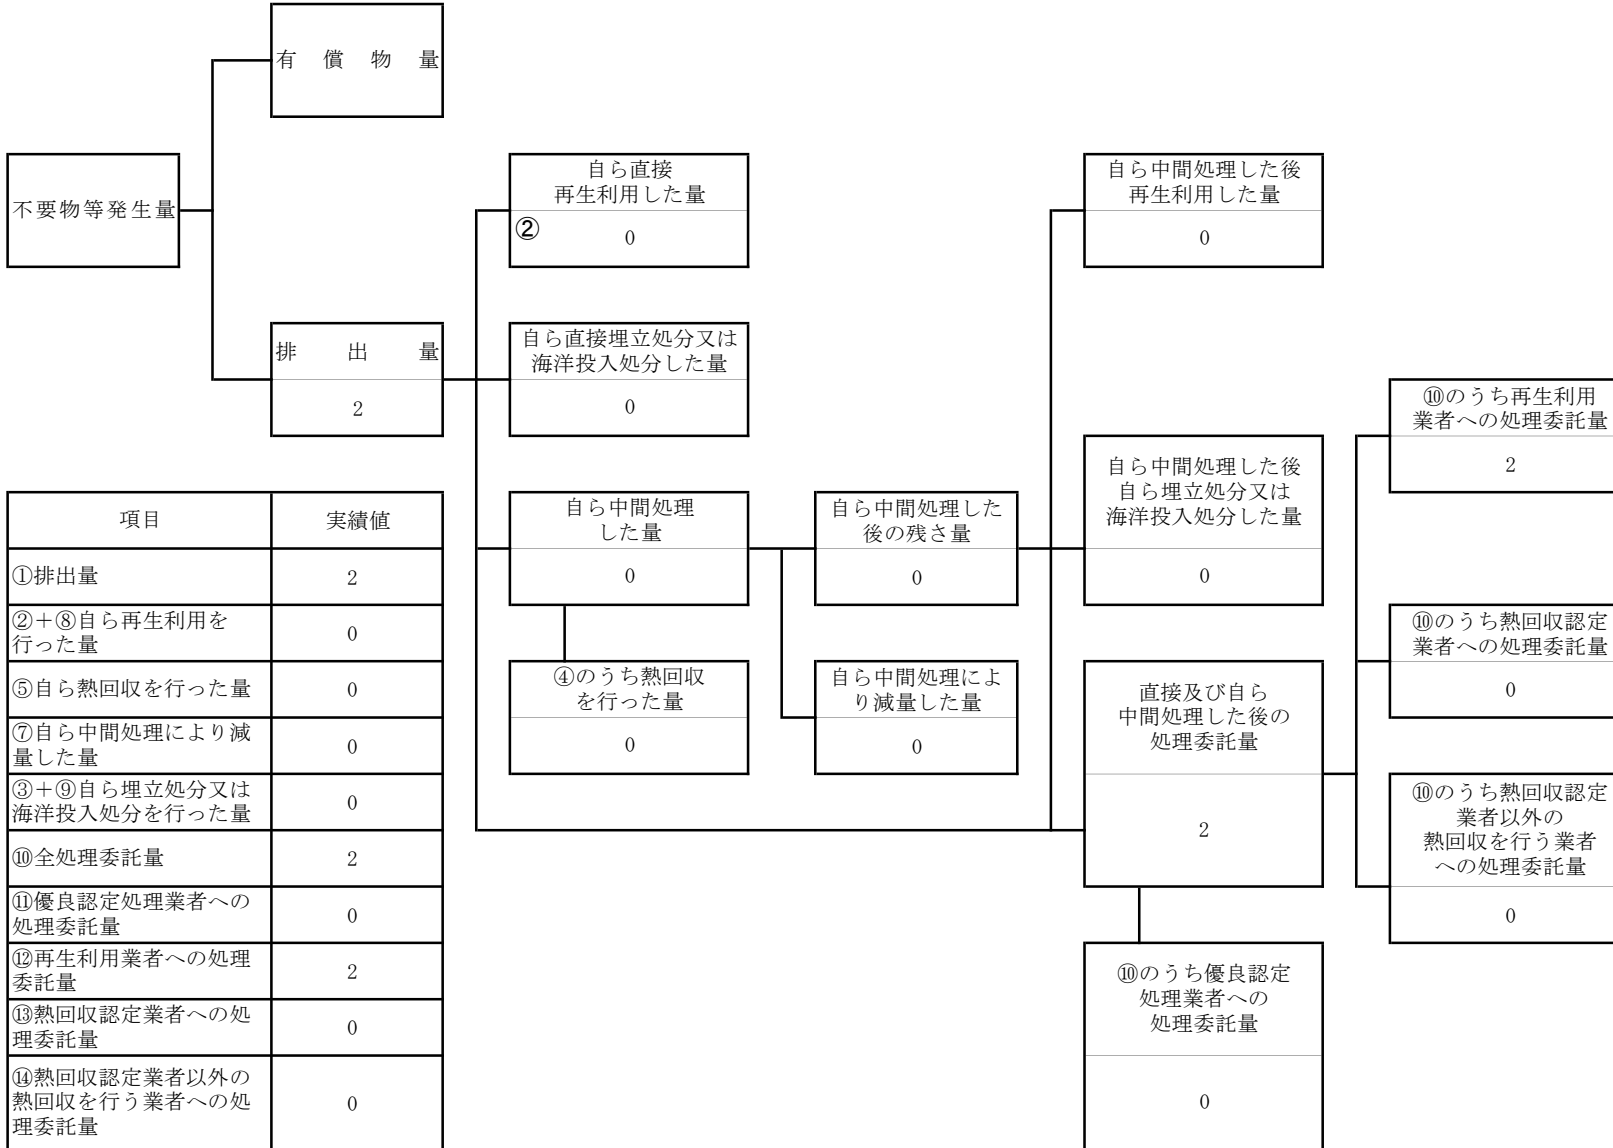 有償物量
不要物等発生量
自ら直接
再生利用した量
②
0
自ら中間処理した後
再生利用した量
0
排出量
2
自ら直接埋立処分又は
海洋投入処分した量
0
⑩のうち再生利用
業者への処理委託量
2
自ら中間処理
した量
0
自ら中間処理した
後の残さ量
0
自ら中間処理した後
自ら埋立処分又は
海洋投入処分した量
0
④のうち熱回収
を行った量
0
自ら中間処理によ
り減量した量
0
直接及び自ら
中間処理した後の
処理委託量
2
⑩のうち熱回収認定
業者への処理委託量
0
⑩のうち熱回収認定
業者以外の
熱回収を行う業者
への処理委託量
0
⑩のうち優良認定
処理業者への
処理委託量
0
項目 実績値
①排出量 2
②+⑧自ら再生利用を
行った量 0
⑤自ら熱回収を行った量 0
⑦自ら中間処理により減
量した量 0
③+⑨自ら埋立処分又は
海洋投入処分を行った量 0
⑩全処理委託量 2
⑪優良認定処理業者への
処理委託量 0
⑫再生利用業者への処理
委託量 2
⑬熱回収認定業者への処
理委託量 0
⑭熱回収認定業者以外の
熱回収を行う業者への処
理委託量 0